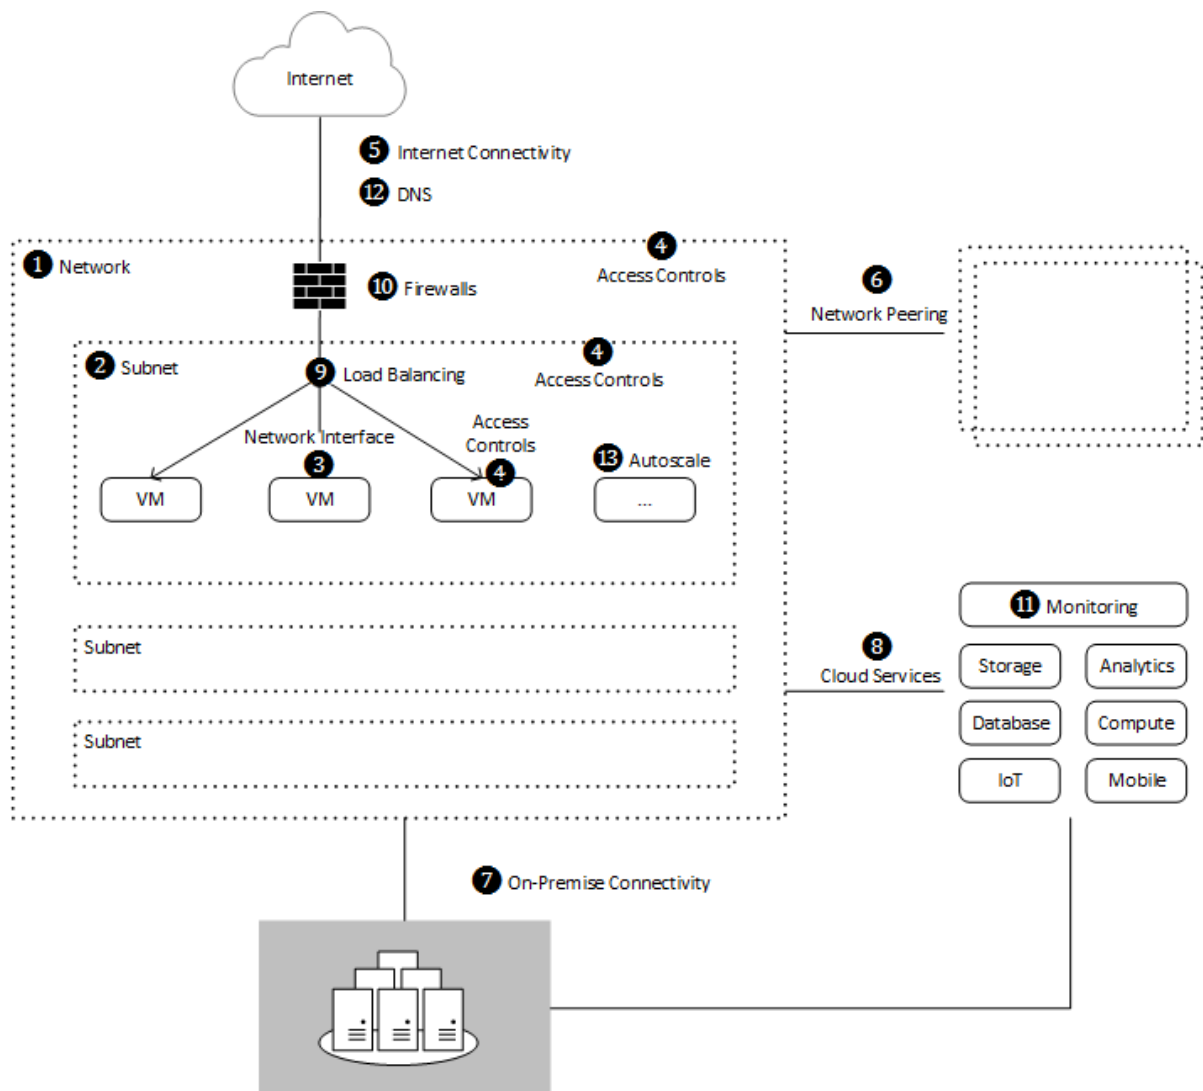 Internet
5 Internet Connectivity
12 DNS
1 Network
10 Firewalls
4
Access Controls
6
Network Peering
2 Subnet
9 Load Balancing
4
Access Controls
Network Interface
3
Access
Controls
4
13 Autoscale
VM
VM
VM
...
Subnet
Subnet
8
Cloud Services
11 Monitoring
Storage
Analytics
Database
Compute
IoT
Mobile
7 On-Premise Connectivity